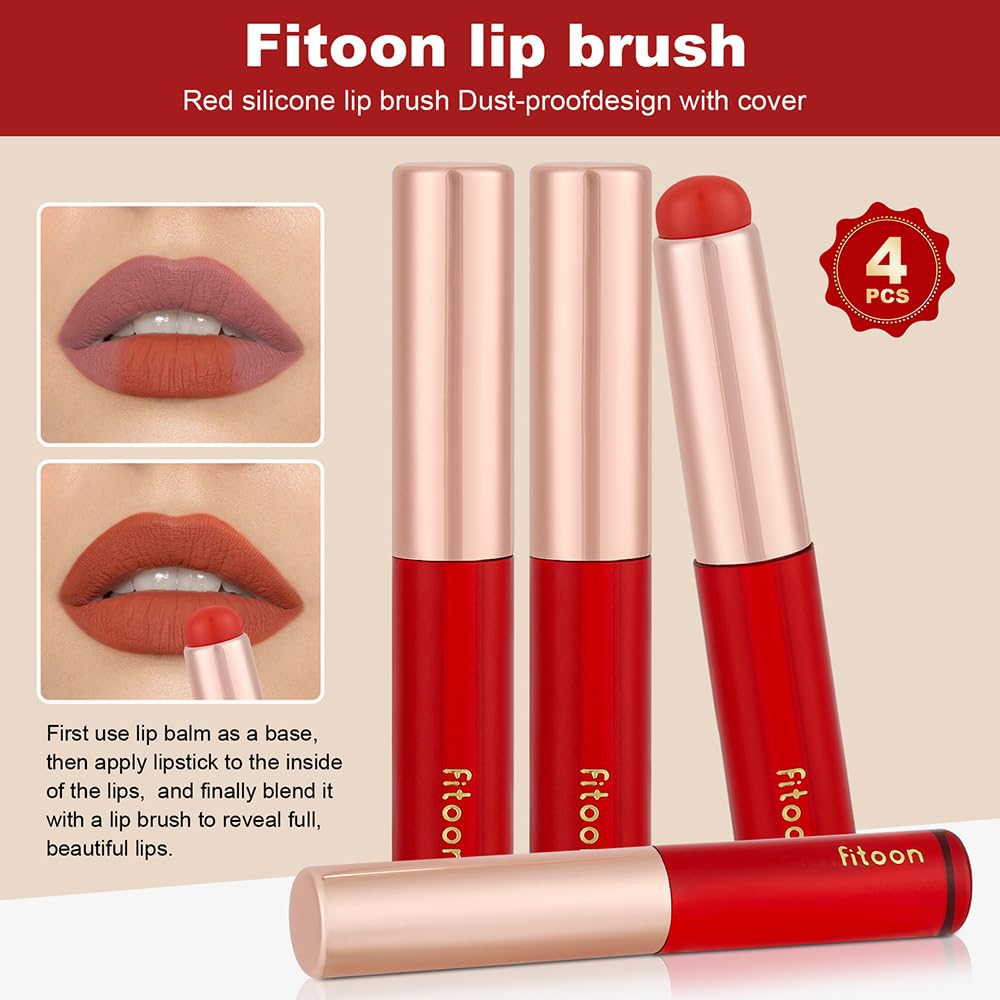 Fitoon lip brush
Red silicone lip brush Dust-proofdesign with cover
4
PCS
First use lip balm as a base,
then apply lipstick to the inside
of the lips,  and finally blend it
with a lip brush to reveal full,
beautiful lips.
fitoon
fitoo
fitoo
fitoon